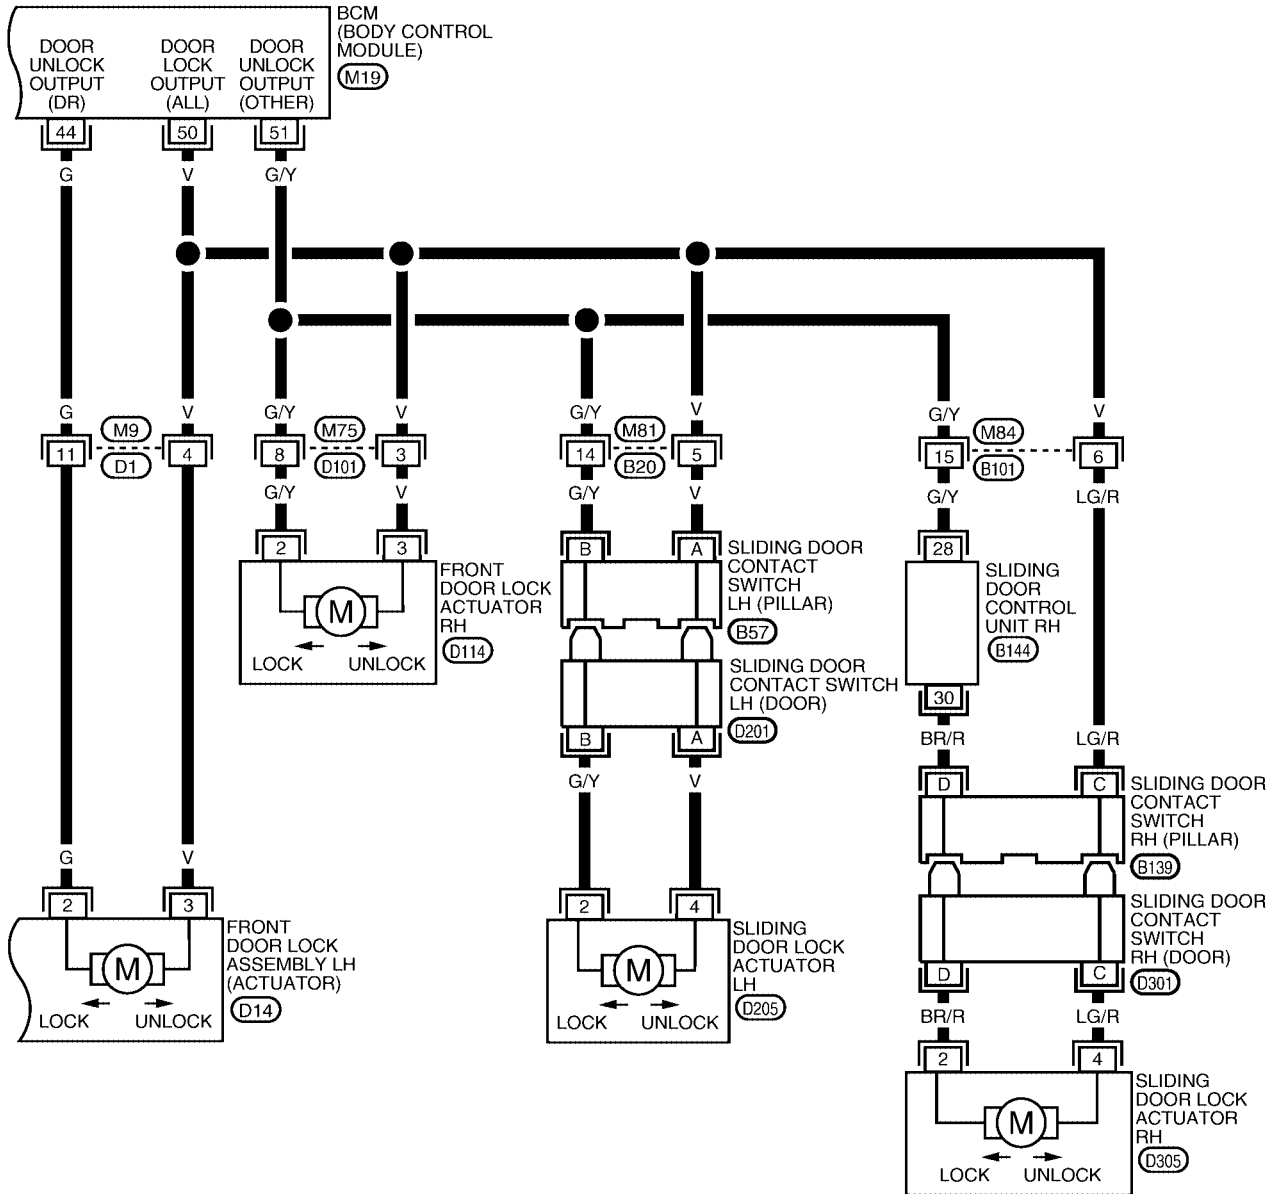 BCM
(BODY CONTROL
MODULE)
M19
DOOR
UNLOCK
OUTPUT
(DR)
DOOR
LOCK
OUTPUT
(ALL)
DOOR
UNLOCK
OUTPUT
(OTHER)
44
50
51
G
V
G/Y
G
V
G/Y
V
G/Y
V
G/Y
V
M9
M75
M81
M84
11
4
8
3
14
5
15
6
D1
D101
B20
B101
G/Y
V
G/Y
V
G/Y
LG/R
2
3
B
A
28
FRONT
DOOR LOCK
ACTUATOR
RH
D114
M
LOCK
UNLOCK
SLIDING DOOR
CONTACT
SWITCH
LH (PILLAR)
B57
SLIDING DOOR
CONTACT SWITCH
LH (DOOR)
D201
B
A
SLIDING
DOOR
CONTROL
UNIT RH
B144
30
BR/R
LG/R
G/Y
V
D
C
SLIDING DOOR
CONTACT
SWITCH
RH (PILLAR)
B139
G
V
2
3
FRONT
DOOR LOCK
ASSEMBLY LH
(ACTUATOR)
D14
M
LOCK
UNLOCK
2
4
SLIDING
DOOR LOCK
ACTUATOR
LH
D205
M
LOCK
UNLOCK
SLIDING DOOR
CONTACT
SWITCH
RH (DOOR)
D301
D
C
BR/R
LG/R
2
4
SLIDING
DOOR LOCK
ACTUATOR
RH
D305
M
LOCK
UNLOCK